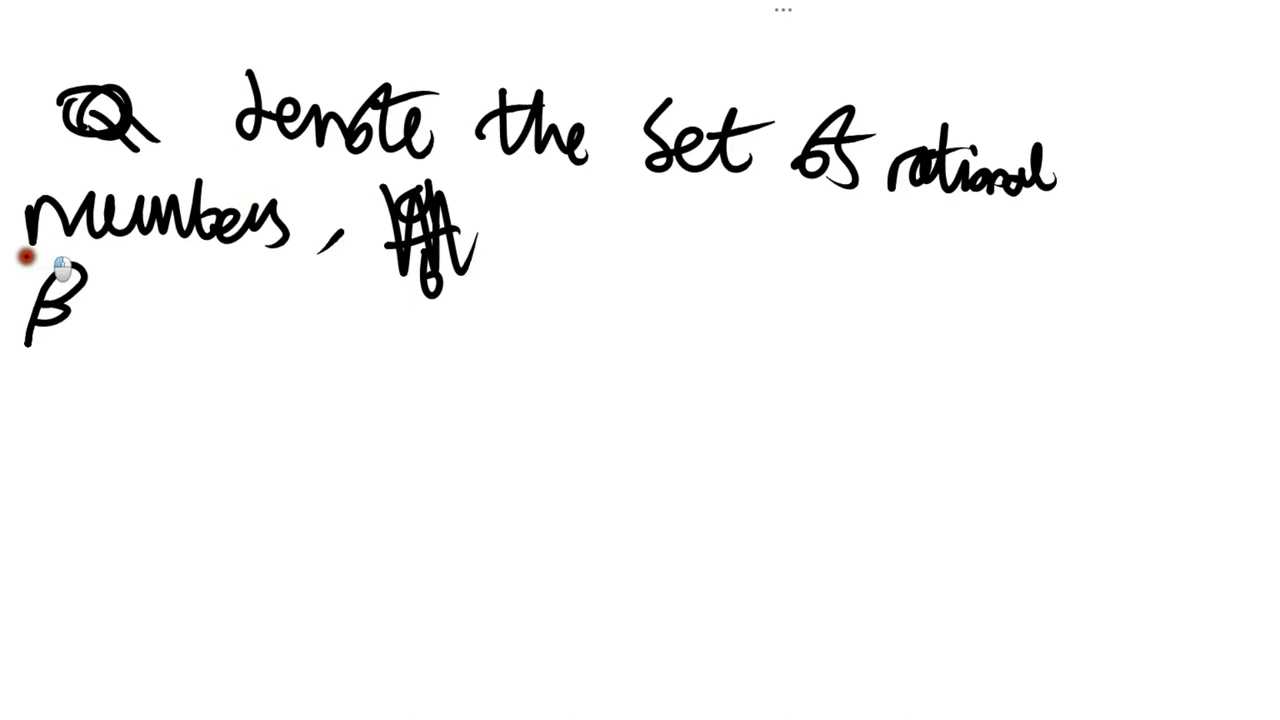 Q denote the set of rational
numbers,
β